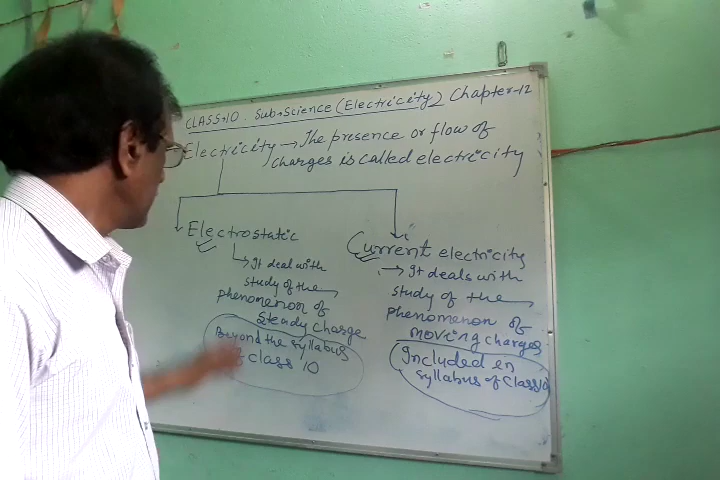 CLASS-10. Sub-Science (Electricity) Chapter-12
Electricity → The presence or flow of
charges is called electricity
Electrostatic
→ It deal with
study of the
phenomenon of
Steady Charge
Beyond the syllabus
class 10
Current electricity
→ It deals with
study of the
phenomenon of
moving charges
Included en
syllabus of Class 10